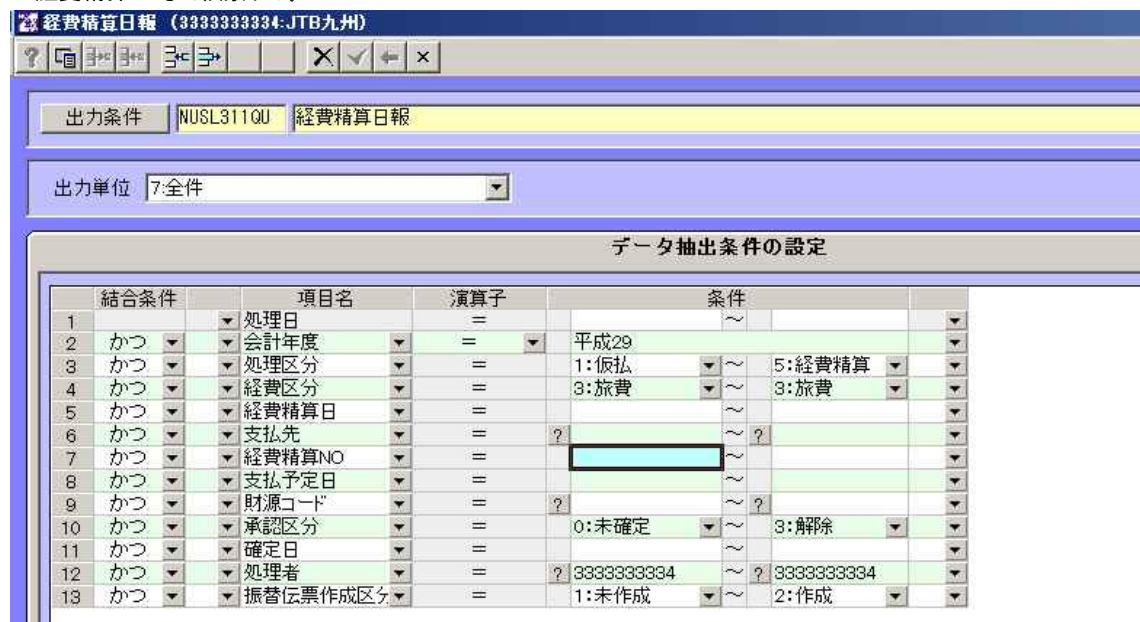 経費精算日報 (3333333334:JTB九州)
出力条件 NUSL311QU 経費精算日報
出力単位 7:全件
データ抽出条件の設定
結合条件 項目名 演算子 条件
1 処理日 = ～
2 かつ 会計年度 = 平成29
3 かつ 処理区分 = 1:仮払 ～ 5:経費精算
4 かつ 経費区分 = 3:旅費 ～ 3:旅費
5 かつ 経費精算日 = ～
6 かつ 支払先 = ? ～ ?
7 かつ 経費精算NO = ～
8 かつ 支払予定日 = ～
9 かつ 財源コード = ? ～ ?
10 かつ 承認区分 = 0:未確定 ～ 3:解除
11 かつ 確定日 = ～
12 かつ 処理者 = ? 3333333334 ～ ? 3333333334
13 かつ 振替伝票作成区分 = 1:未作成 ～ 2:作成